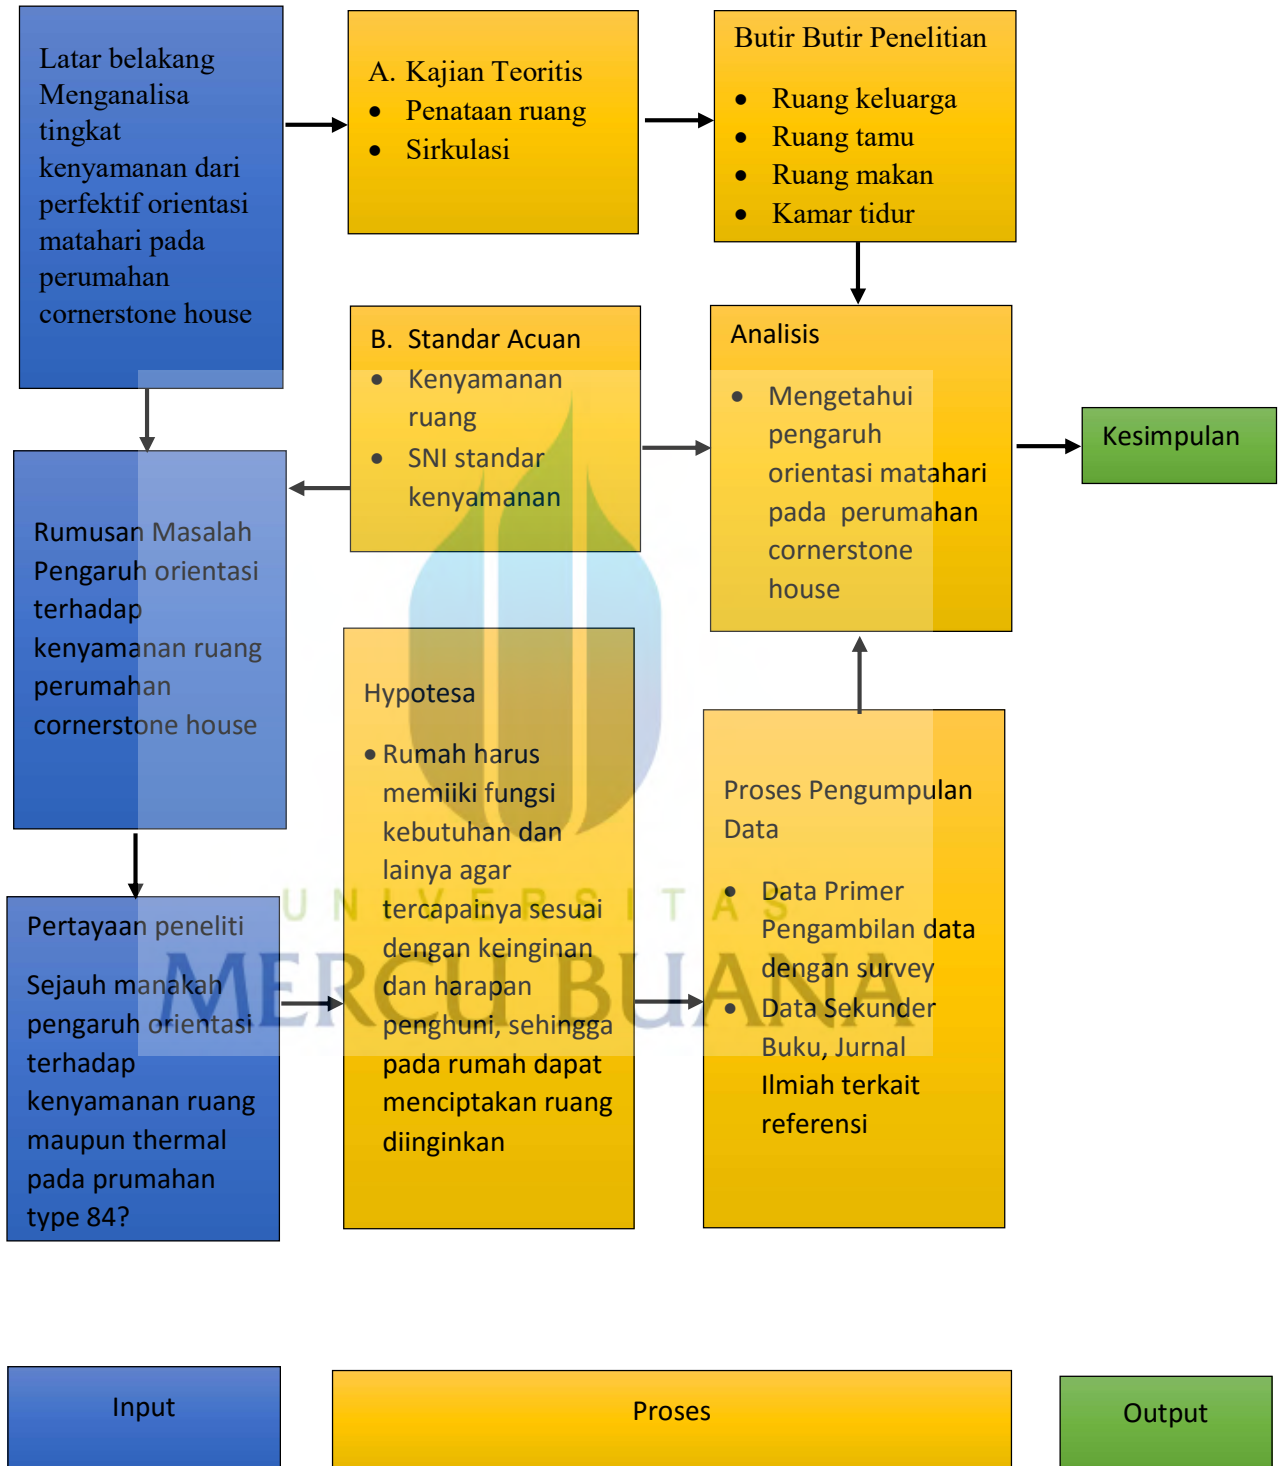 Latar belakang
Menganalisa
tingkat
kenyamanan dari
perfektif orientasi
matahari pada
perumahan
cornerstone house
A. Kajian Teoritis
• Penataan ruang
• Sirkulasi
Butir Butir Penelitian
• Ruang keluarga
• Ruang tamu
• Ruang makan
• Kamar tidur
B. Standar Acuan
• Kenyamanan
ruang
• SNI standar
kenyamanan
Analisis
• Mengetahui
pengaruh
orientasi matahari
pada perumahan
cornerstone
house
Kesimpulan
Rumusan Masalah
Pengaruh orientasi
terhadap
kenyamanan ruang
perumahan
cornerstone house
Hypotesa
• Rumah harus
memiiki fungsi
kebutuhan dan
lainya agar
tercapainya sesuai
dengan keinginan
dan harapan
penghuni, sehingga
pada rumah dapat
menciptakan ruang
diinginkan
Proses Pengumpulan
Data
• Data Primer
Pengambilan data
dengan survey
• Data Sekunder
Buku, Jurnal
Ilmiah terkait
referensi
Pertayaan peneliti
Sejauh manakah
pengaruh orientasi
terhadap
kenyamanan ruang
maupun thermal
pada prumahan
type 84?
UNIVERSITAS
MERCU BUANA
Input
Proses
Output